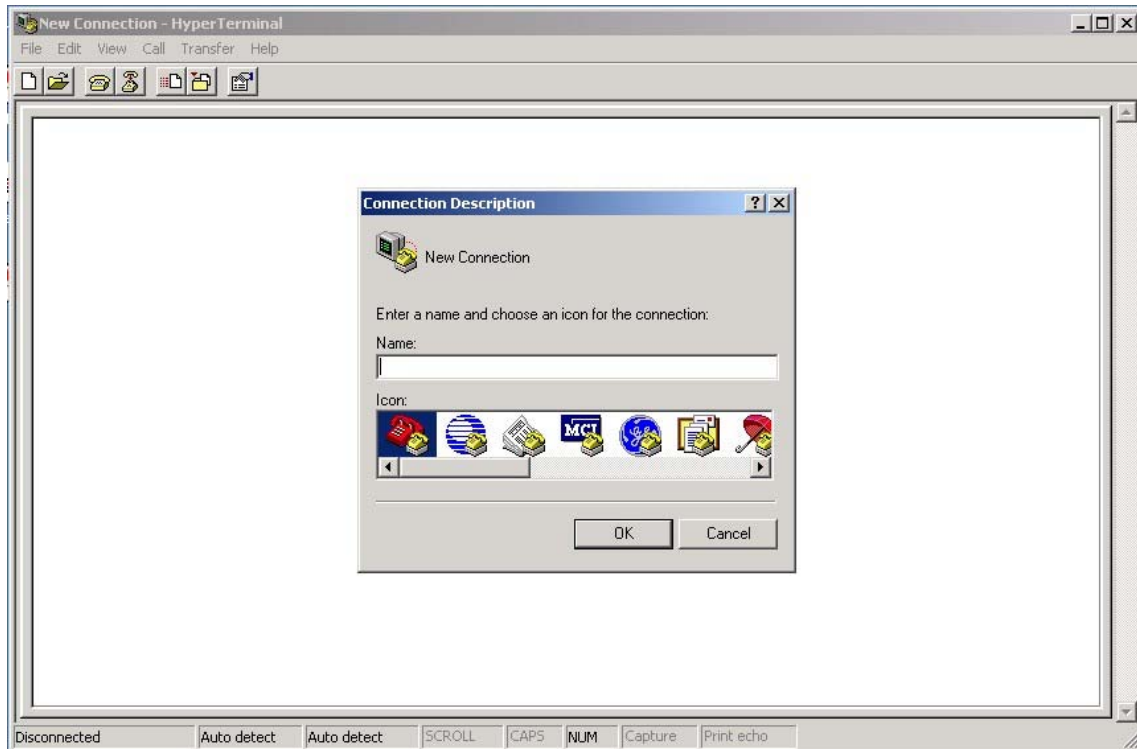 New Connection - HyperTerminal
File Edit View Call Transfer Help
Connection Description
New Connection
Enter a name and choose an icon for the connection:
Name:
Icon:
MCI
OK Cancel
Disconnected Auto detect Auto detect SCROLL CAPS NUM Capture Print echo